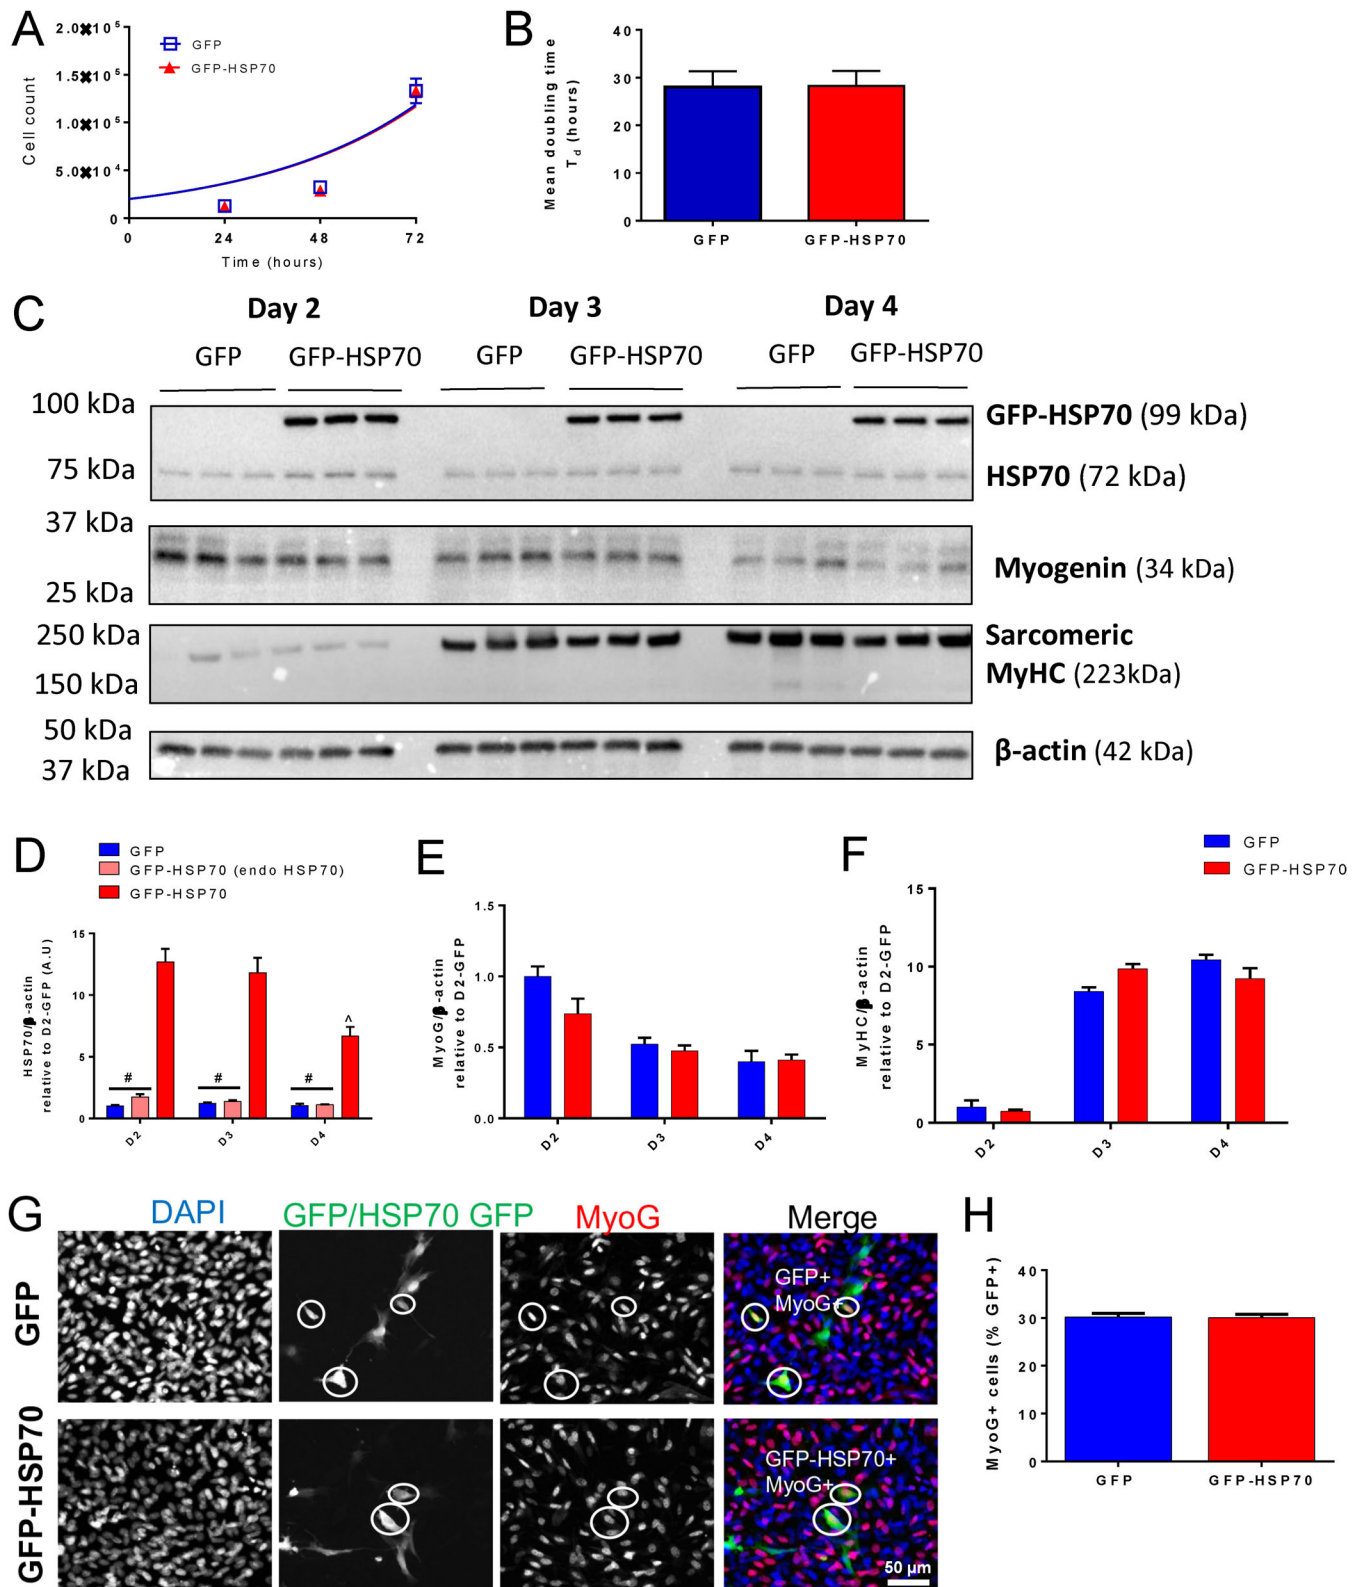 A
2.0✖10⁵
1.5✖10⁵
1.0✖10⁵
5.0✖10⁴
0
Cell count
GFP
GFP-HSP70
0 24 48 72
Time (hours)
B
Mean doubling time
T_d (hours)
40
30
20
10
0
GFP GFP-HSP70
C
Day 2 Day 3 Day 4
GFP GFP-HSP70 GFP GFP-HSP70 GFP GFP-HSP70
100 kDa
GFP-HSP70 (99 kDa)
75 kDa
HSP70 (72 kDa)
37 kDa
Myogenin (34 kDa)
25 kDa
250 kDa
Sarcomeric
MyHC (223kDa)
150 kDa
50 kDa
β-actin (42 kDa)
37 kDa
D
GFP
GFP-HSP70 (endo HSP70)
GFP-HSP70
HSP70/β-actin
relative to D2-GFP (A.U)
15
10
5
0
# # # ^
D2 D3 D4
E
MyoG/β-actin
relative to D2-GFP
1.5
1.0
0.5
0.0
D2 D3 D4
F
GFP
GFP-HSP70
MyHC/β-actin
relative to D2-GFP
15
10
5
0
D2 D3 D4
G
DAPI GFP/HSP70 GFP MyoG Merge
GFP
GFP+
MyoG+
GFP-HSP70
GFP-HSP70+
MyoG+
50 µm
H
MyoG+ cells (% GFP+)
40
30
20
10
0
GFP GFP-HSP70